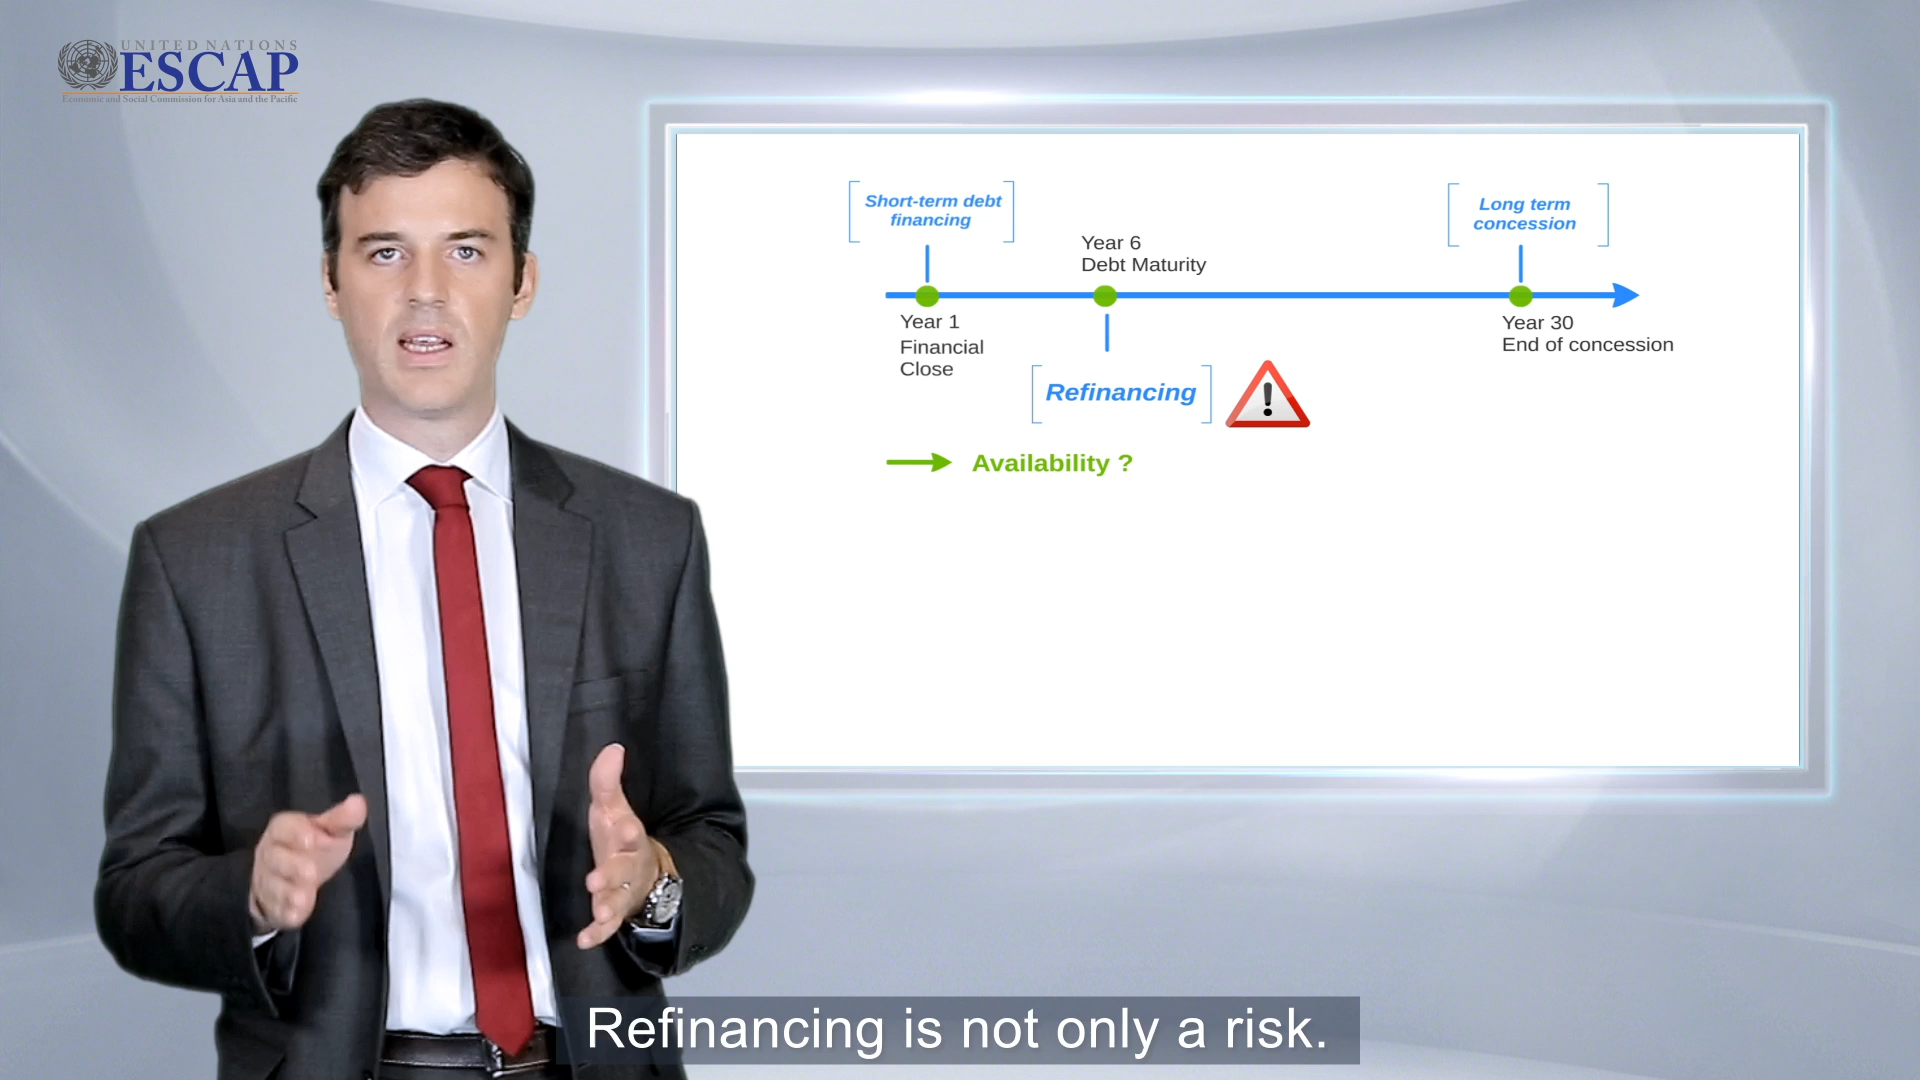 UNITED NATIONS
ESCAP
Economic and Social Commission for Asia and the Pacific
Short-term debt
financing
Long term
concession
Year 6
Debt Maturity
Year 1
Financial
Close
Year 30
End of concession
Refinancing
Availability ?
Refinancing is not only a risk.